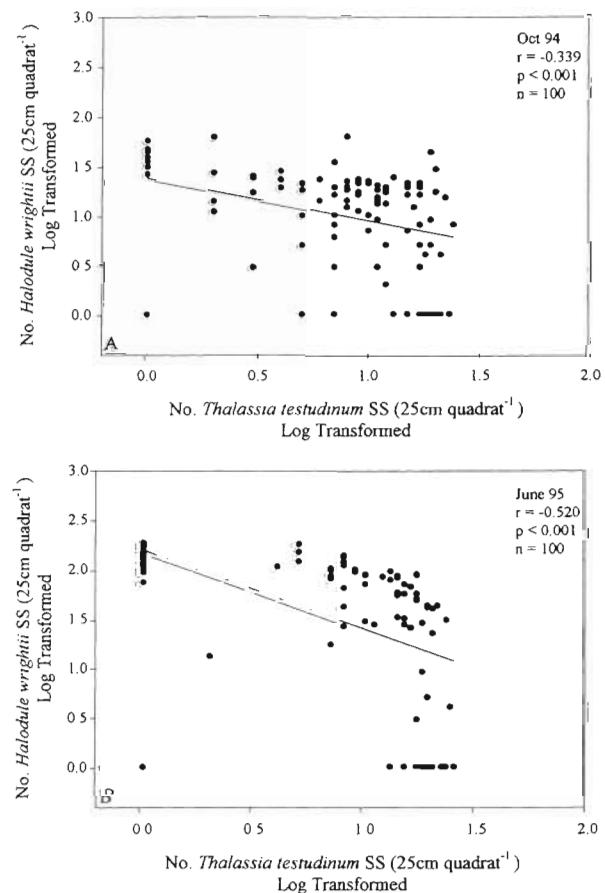 3.0
2.5
2.0
1.5
1.0
0 5
0.0
No. Halodule wrightii SS (25cm quadrat⁻¹)
Log Transformed
Oct 94
r = -0.339
p < 0.001
n = 100
A
0.0 0.5 1.0 1.5 2.0
No. Thalassia testudinum SS (25cm quadrat⁻¹)
Log Transformed
3.0
2.5
2.0
1.5
1.0
0 5
0.0
No. Halodule wrightii SS (25cm quadrat⁻¹)
Log Transformed
June 95
r = -0.520
p < 0.001
n = 100
0 0 0 5 1 0 1.5 2.0
No. Thalassia testudinum SS (25cm quadrat⁻¹)
Log Transformed